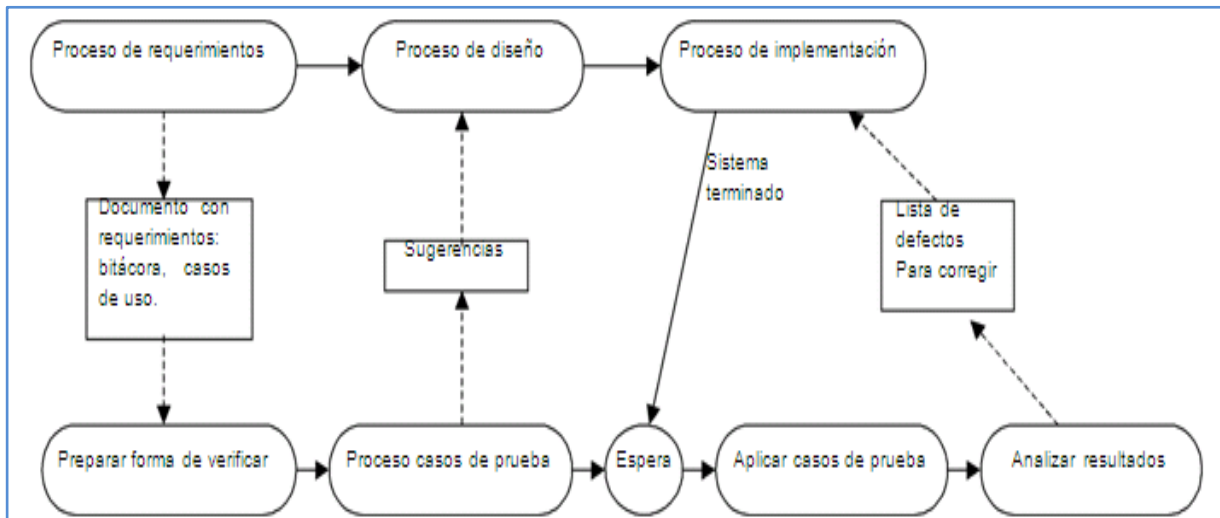 Proceso de requerimientos
Proceso de diseño
Proceso de implementación
Sistema
terminado
Documento con
requerimientos:
bitácora, casos
de uso.
Sugerencias
Lista de
defectos
Para corregir
Preparar forma de verificar
Proceso casos de prueba
Espera
Aplicar casos de prueba
Analizar resultados